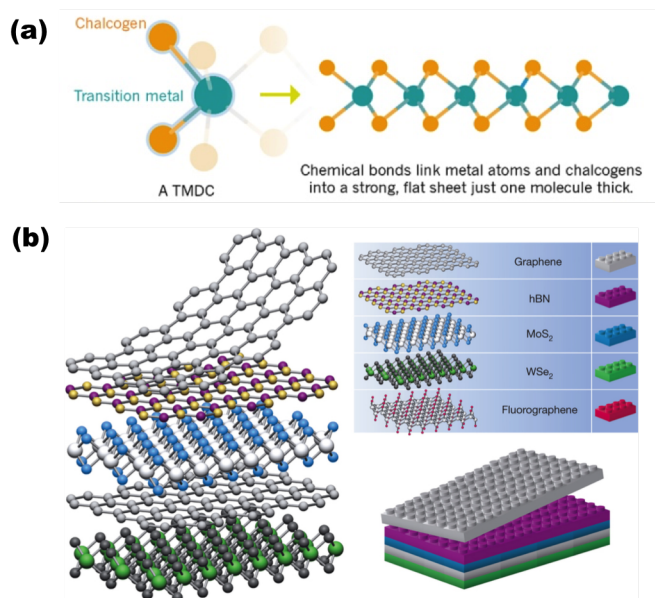 (a)
Chalcogen
Transition metal
A TMDC
Chemical bonds link metal atoms and chalcogens
into a strong, flat sheet just one molecule thick.
(b)
Graphene
hBN
MoS₂
WSe₂
Fluorographene